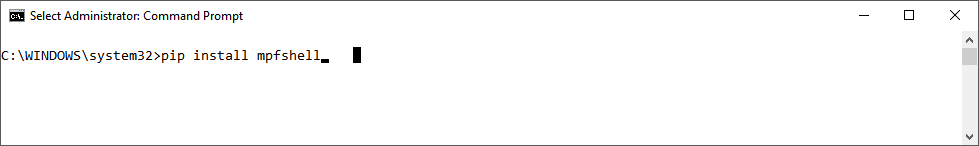 Select Administrator: Command Prompt
C:\WINDOWS\system32>pip install mpfshell